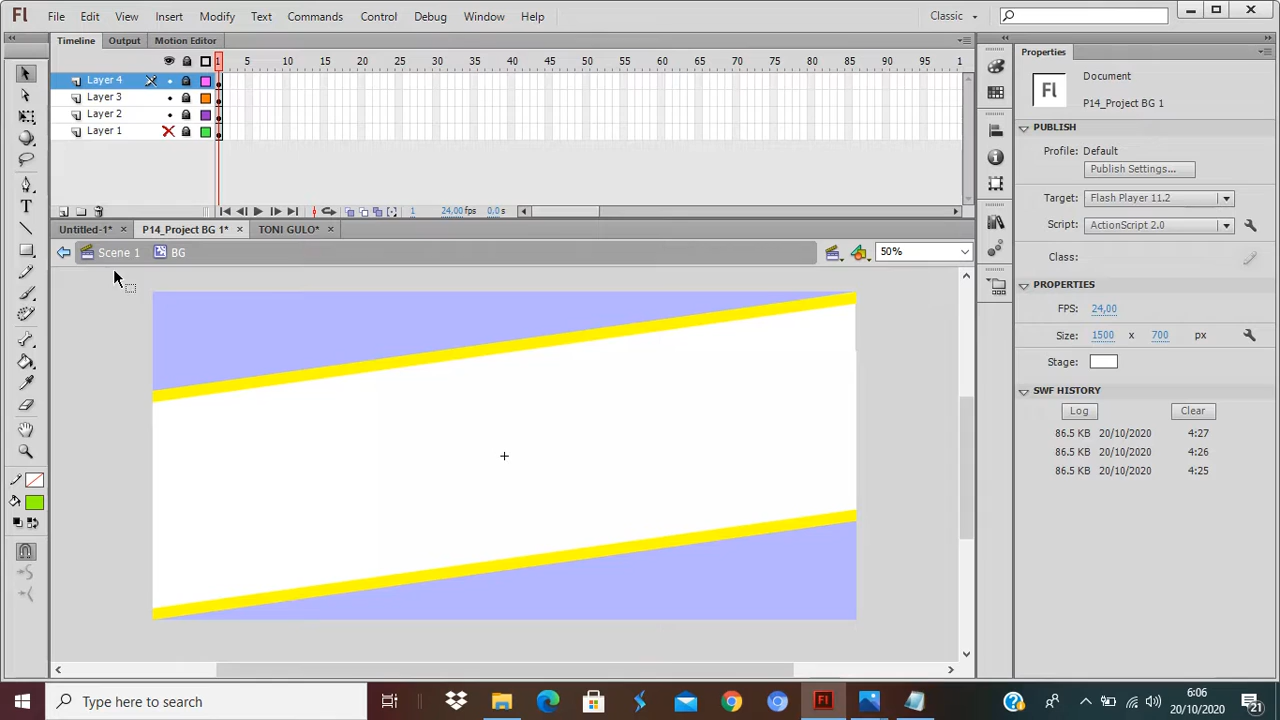 Fl File Edit View Insert Modify Text Commands Control Debug Window Help Classic
Timeline Output Motion Editor
1 5 10 15 20 25 30 35 40 45 50 55 60 65 70 75 80 85 90 1
Layer 4
Layer 3
Layer 2
Layer 1
1 24,00 fps 0,0 s
Untitled-1* × P14_Project BG 1* × TONI GULO* ×
Scene 1 BG 50%
Properties
Fl Document
P14_Project BG 1
PUBLISH
Profile: Default
Publish Settings...
Target: Flash Player 11.2
Script: ActionScript 2.0
Class:
PROPERTIES
FPS: 24,00
Size: 1500 x 700 px
Stage:
SWF HISTORY
Log Clear
86.5 KB 20/10/2020 4:27
86.5 KB 20/10/2020 4:26
86.5 KB 20/10/2020 4:25
Type here to search
Fl
6:06
20/10/2020
21